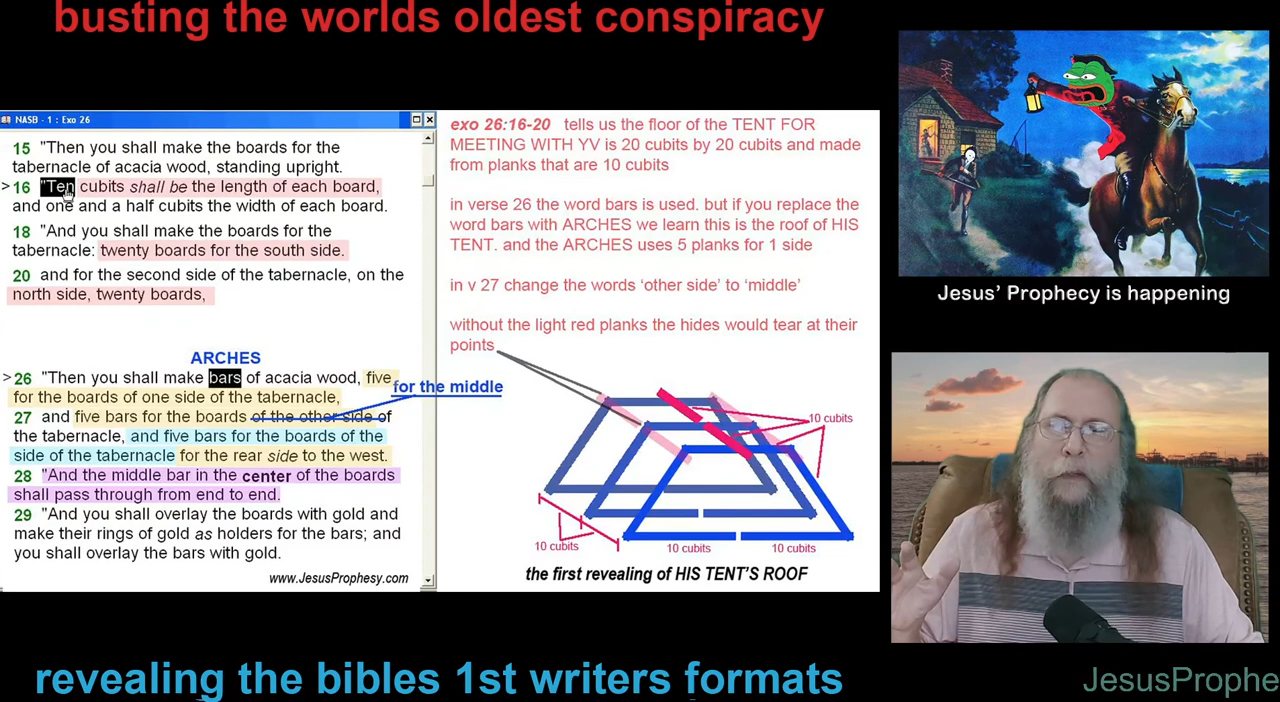 busting the worlds oldest conspiracy
NASB - 1 : Exo 26
15 "Then you shall make the boards for the
tabernacle of acacia wood, standing upright.
> 16 "Ten cubits shall be the length of each board,
and one and a half cubits the width of each board.
18 "And you shall make the boards for the
tabernacle: twenty boards for the south side.
20 and for the second side of the tabernacle, on the
north side, twenty boards,
ARCHES
> 26 "Then you shall make bars of acacia wood, five
for the boards of one side of the tabernacle,
for the middle
27 and five bars for the boards of the other side of
the tabernacle, and five bars for the boards of the
side of the tabernacle for the rear side to the west.
28 "And the middle bar in the center of the boards
shall pass through from end to end.
29 "And you shall overlay the boards with gold and
make their rings of gold as holders for the bars; and
you shall overlay the bars with gold.
www.JesusProphesy.com
exo 26:16-20 tells us the floor of the TENT FOR
MEETING WITH YV is 20 cubits by 20 cubits and made
from planks that are 10 cubits
in verse 26 the word bars is used. but if you replace the
word bars with ARCHES we learn this is the roof of HIS
TENT. and the ARCHES uses 5 planks for 1 side
in v 27 change the words 'other side' to 'middle'
without the light red planks the hides would tear at their
points
10 cubits
10 cubits
10 cubits
10 cubits
the first revealing of HIS TENT'S ROOF
Jesus' Prophecy is happening
revealing the bibles 1st writers formats
JesusProphe